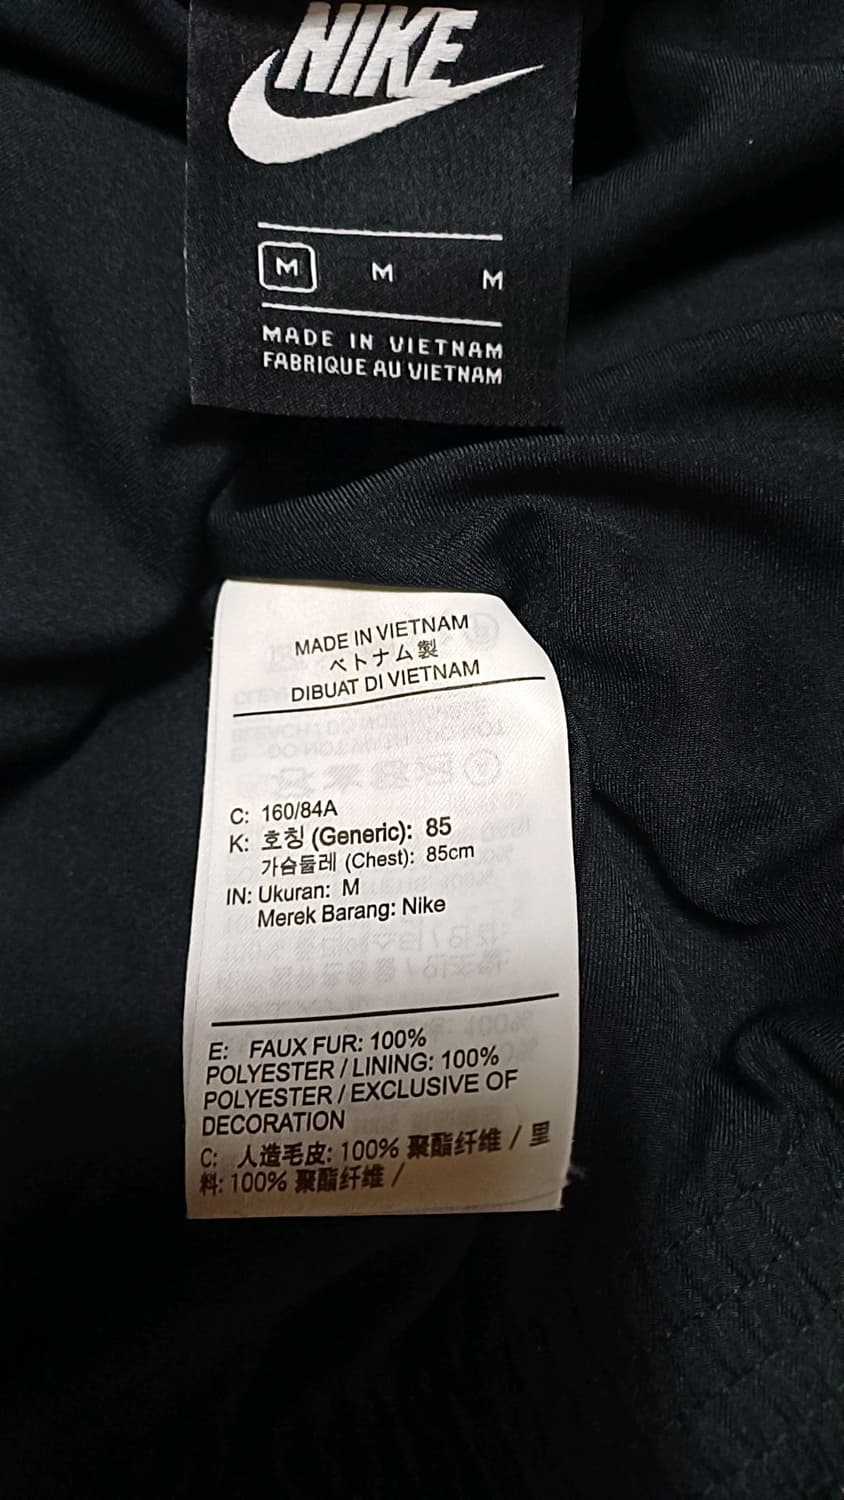 NIKE
M M M
MADE IN VIETNAM
FABRIQUE AU VIETNAM
MADE IN VIETNAM
ベトナム製
DIBUAT DI VIETNAM
C: 160/84A
K: 호칭 (Generic): 85
가슴둘레 (Chest): 85cm
IN: Ukuran: M
Merek Barang: Nike
E: FAUX FUR: 100%
POLYESTER / LINING: 100%
POLYESTER / EXCLUSIVE OF
DECORATION
C: 人造毛皮: 100% 聚酯纤维 / 里
料: 100% 聚酯纤维 /